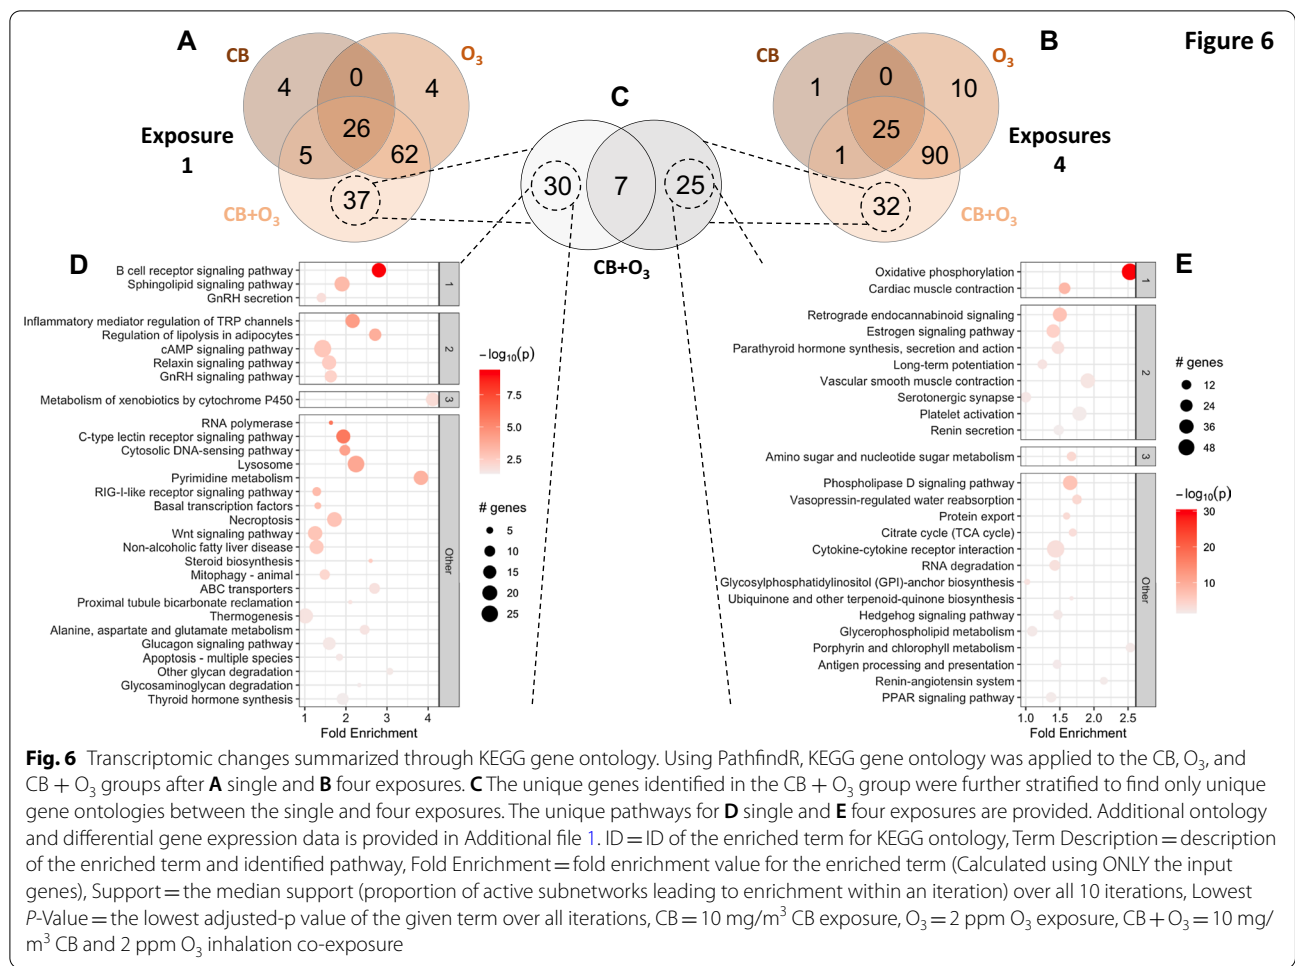 Figure 6
A
CB
O3
4
0
4
26
5
62
37
Exposure
1
CB+O3
B
CB
O3
1
0
10
25
1
90
32
Exposures
4
CB+O3
C
30
7
25
CB+O3
D
B cell receptor signaling pathway
Sphingolipid signaling pathway
GnRH secretion
1
Inflammatory mediator regulation of TRP channels
Regulation of lipolysis in adipocytes
cAMP signaling pathway
Relaxin signaling pathway
GnRH signaling pathway
2
Metabolism of xenobiotics by cytochrome P450
3
RNA polymerase
C-type lectin receptor signaling pathway
Cytosolic DNA-sensing pathway
Lysosome
Pyrimidine metabolism
RIG-I-like receptor signaling pathway
Basal transcription factors
Necroptosis
Wnt signaling pathway
Non-alcoholic fatty liver disease
Steroid biosynthesis
Mitophagy - animal
ABC transporters
Proximal tubule bicarbonate reclamation
Thermogenesis
Alanine, aspartate and glutamate metabolism
Glucagon signaling pathway
Apoptosis - multiple species
Other glycan degradation
Glycosaminoglycan degradation
Thyroid hormone synthesis
Other
1 2 3 4
Fold Enrichment
−log10(p)
7.5
5.0
2.5
# genes
5
10
15
20
25
E
Oxidative phosphorylation
Cardiac muscle contraction
1
Retrograde endocannabinoid signaling
Estrogen signaling pathway
Parathyroid hormone synthesis, secretion and action
Long-term potentiation
Vascular smooth muscle contraction
Serotonergic synapse
Platelet activation
Renin secretion
2
Amino sugar and nucleotide sugar metabolism
3
Phospholipase D signaling pathway
Vasopressin-regulated water reabsorption
Protein export
Citrate cycle (TCA cycle)
Cytokine-cytokine receptor interaction
RNA degradation
Glycosylphosphatidylinositol (GPI)-anchor biosynthesis
Ubiquinone and other terpenoid-quinone biosynthesis
Hedgehog signaling pathway
Glycerophospholipid metabolism
Porphyrin and chlorophyll metabolism
Antigen processing and presentation
Renin-angiotensin system
PPAR signaling pathway
Other
1.0 1.5 2.0 2.5
Fold Enrichment
# genes
12
24
36
48
−log10(p)
30
20
10
Fig. 6 Transcriptomic changes summarized through KEGG gene ontology. Using PathfindR, KEGG gene ontology was applied to the CB, O3, and
CB + O3 groups after A single and B four exposures. C The unique genes identified in the CB + O3 group were further stratified to find only unique
gene ontologies between the single and four exposures. The unique pathways for D single and E four exposures are provided. Additional ontology
and differential gene expression data is provided in Additional file 1. ID = ID of the enriched term for KEGG ontology, Term Description = description
of the enriched term and identified pathway, Fold Enrichment = fold enrichment value for the enriched term (Calculated using ONLY the input
genes), Support = the median support (proportion of active subnetworks leading to enrichment within an iteration) over all 10 iterations, Lowest
P-Value = the lowest adjusted-p value of the given term over all iterations, CB = 10 mg/m3 CB exposure, O3 = 2 ppm O3 exposure, CB + O3 = 10 mg/
m3 CB and 2 ppm O3 inhalation co-exposure